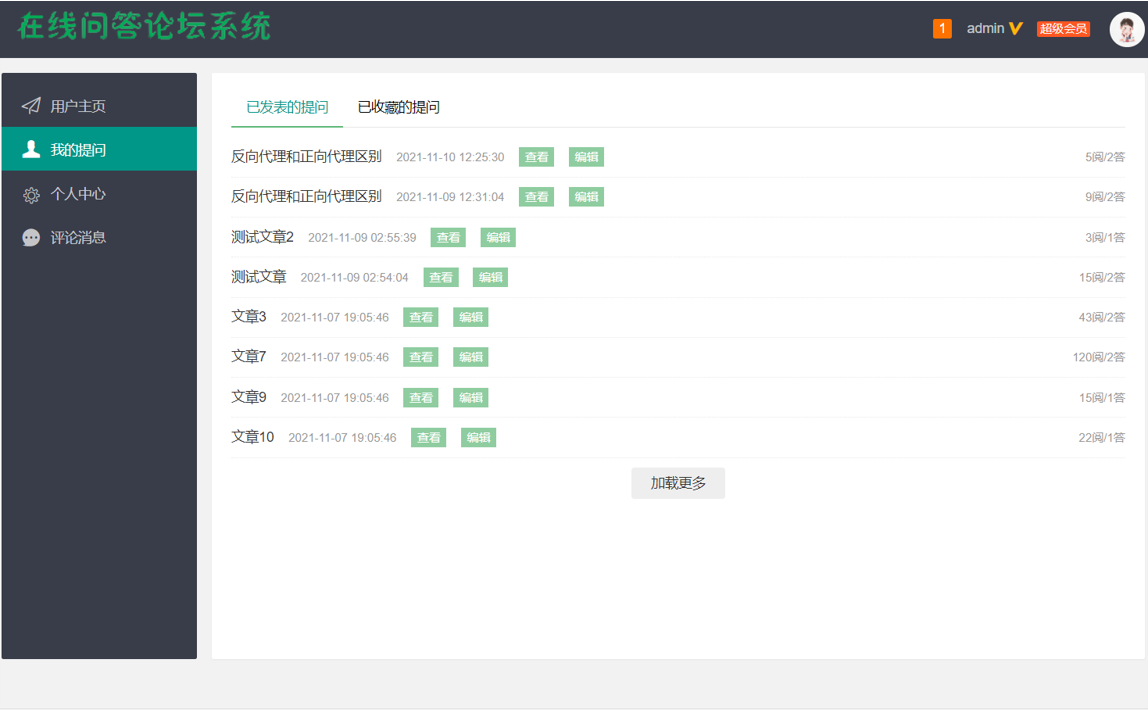 在线问答论坛系统
1 admin V 超级会员
用户主页
我的提问
个人中心
评论消息
已发表的提问 已收藏的提问
反向代理和正向代理区别 2021-11-10 12:25:30 查看 编辑 5阅/2答
反向代理和正向代理区别 2021-11-09 12:31:04 查看 编辑 9阅/2答
测试文章2 2021-11-09 02:55:39 查看 编辑 3阅/1答
测试文章 2021-11-09 02:54:04 查看 编辑 15阅/2答
文章3 2021-11-07 19:05:46 查看 编辑 43阅/2答
文章7 2021-11-07 19:05:46 查看 编辑 120阅/2答
文章9 2021-11-07 19:05:46 查看 编辑 15阅/1答
文章10 2021-11-07 19:05:46 查看 编辑 22阅/1答
加载更多